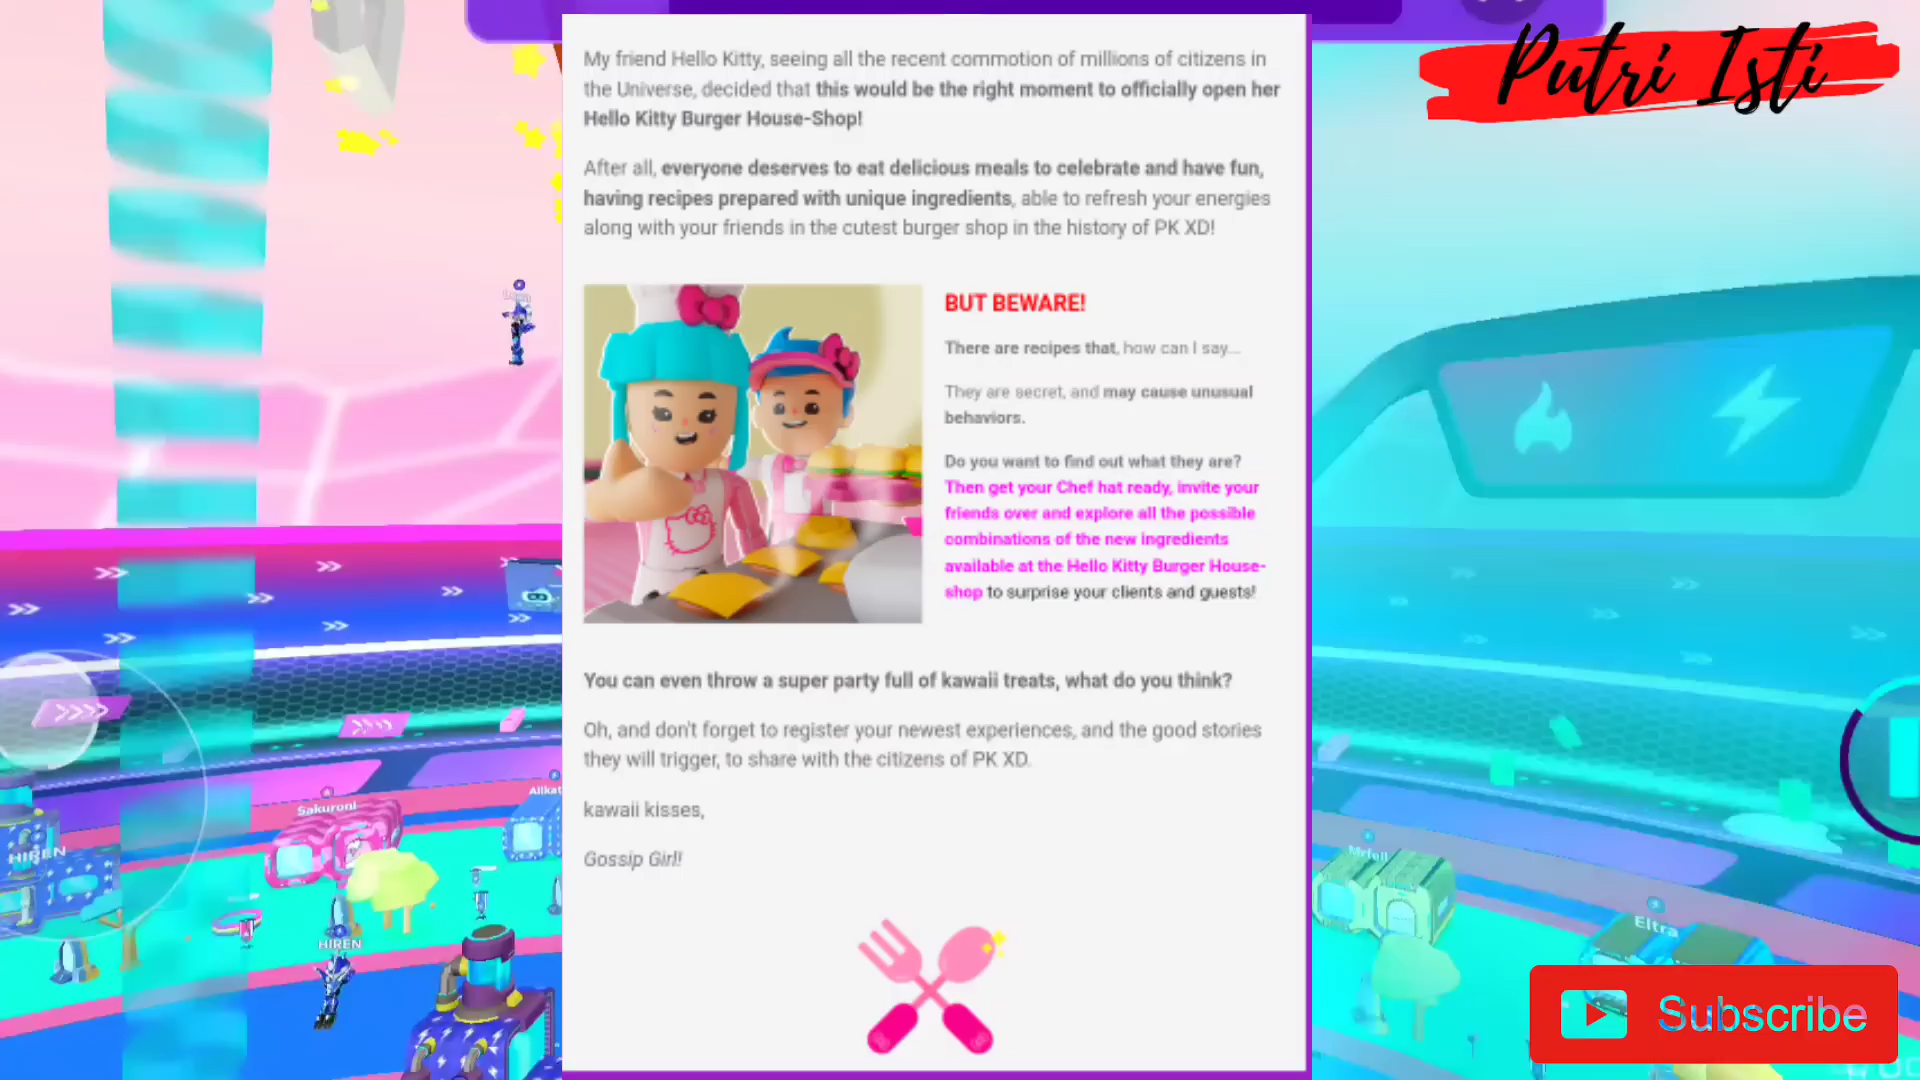 Putri Isti
My friend Hello Kitty, seeing all the recent commotion of millions of citizens in
the Universe, decided that this would be the right moment to officially open her
Hello Kitty Burger House-Shop!
After all, everyone deserves to eat delicious meals to celebrate and have fun,
having recipes prepared with unique ingredients, able to refresh your energies
along with your friends in the cutest burger shop in the history of PK XD!
BUT BEWARE!
There are recipes that, how can I say...
They are secret, and may cause unusual
behaviors.
Do you want to find out what they are?
Then get your Chef hat ready, invite your
friends over and explore all the possible
combinations of the new ingredients
available at the Hello Kitty Burger House-
shop to surprise your clients and guests!
You can even throw a super party full of kawaii treats, what do you think?
Oh, and don't forget to register your newest experiences, and the good stories
they will trigger, to share with the citizens of PK XD.
kawaii kisses,
Gossip Girl!
Sakuroni
HIREN
HIREN
Eltra
Subscribe